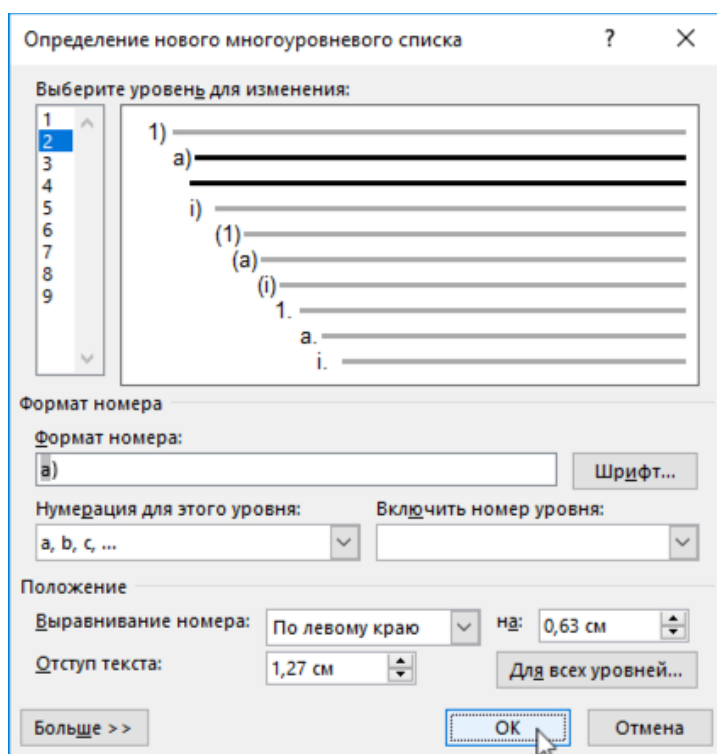 Определение нового многоуровневого списка ? ×
Выберите уровень для изменения:
1
2
3
4
5
6
7
8
9
1)
a)
i)
(1)
(a)
(i)
1.
a.
i.
Формат номера
Формат номера:
a) Шрифт...
Нумерация для этого уровня: Включить номер уровня:
a, b, c, ...
Положение
Выравнивание номера: По левому краю на: 0,63 см
Отступ текста: 1,27 см Для всех уровней...
Больше >> ОК Отмена